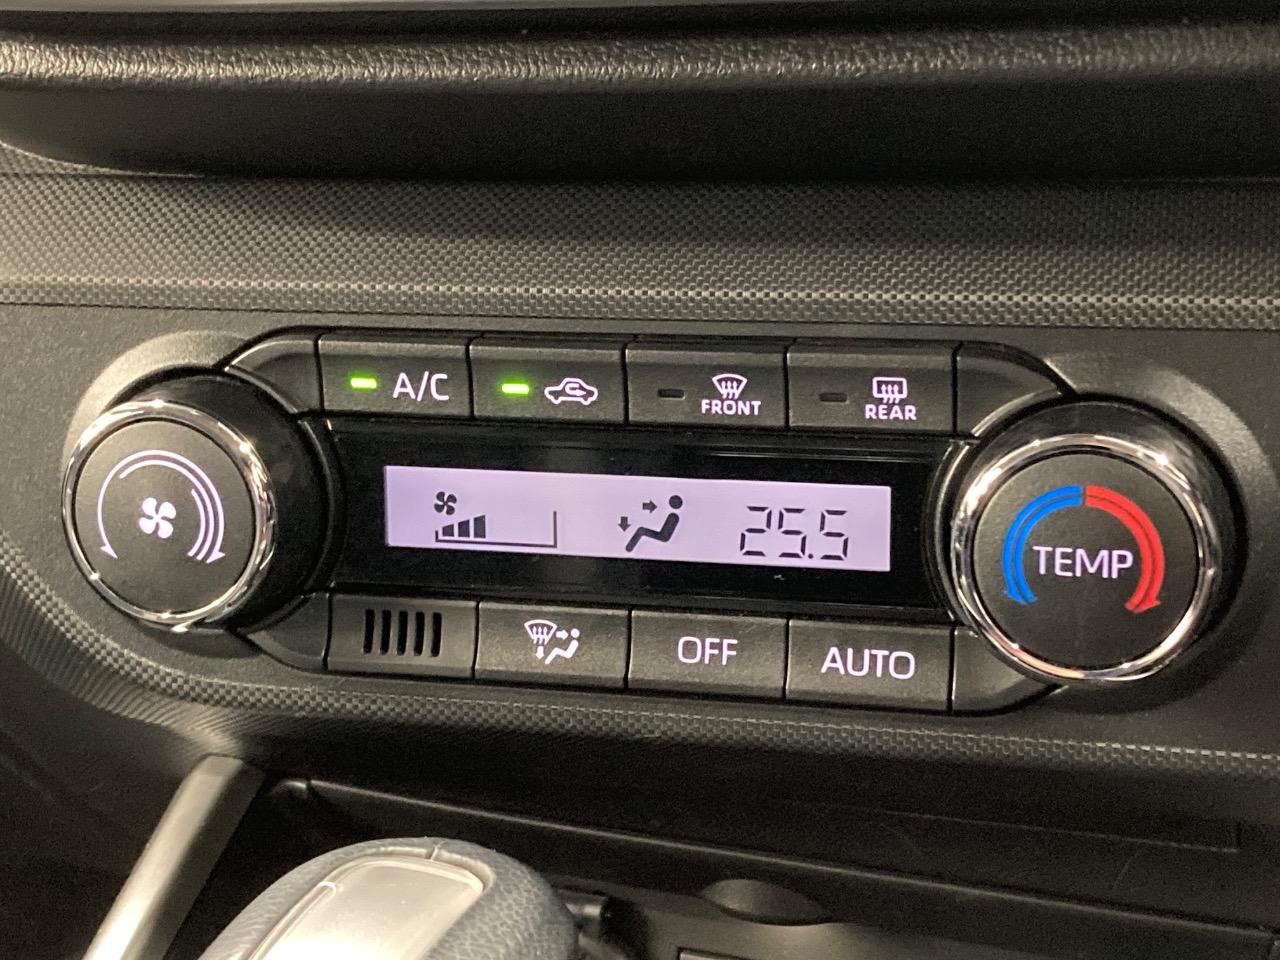 A/C
FRONT
REAR
25.5
TEMP
OFF
AUTO